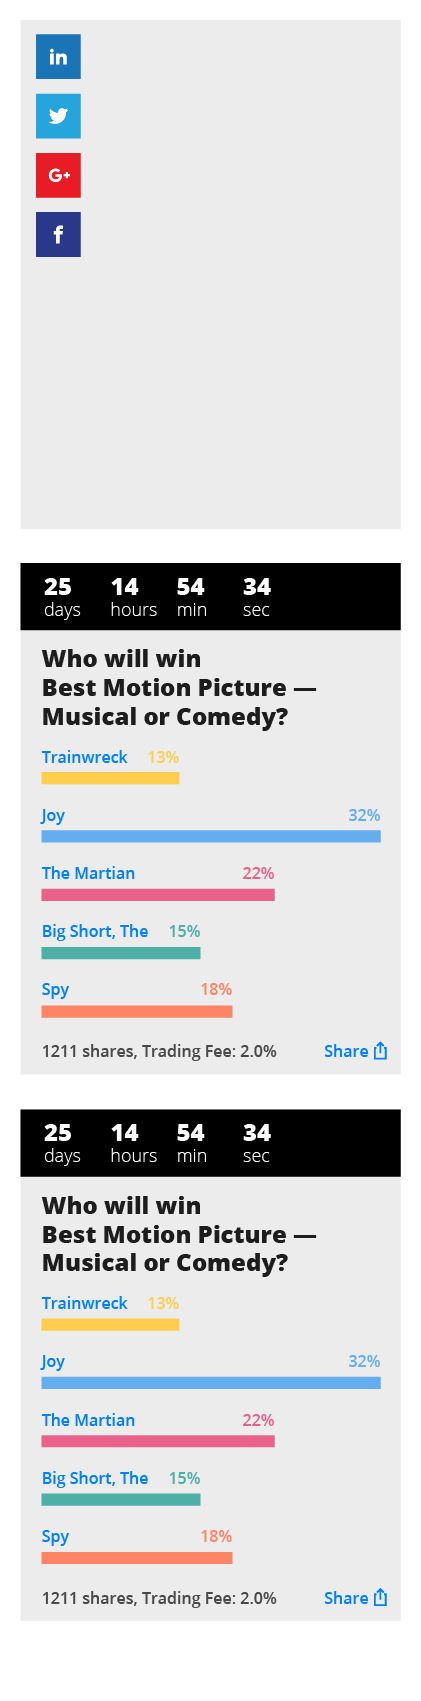 in
G+
f
25 14 54 34
days hours min sec
Who will win
Best Motion Picture —
Musical or Comedy?
Trainwreck 13%
Joy 32%
The Martian 22%
Big Short, The 15%
Spy 18%
1211 shares, Trading Fee: 2.0% Share
25 14 54 34
days hours min sec
Who will win
Best Motion Picture —
Musical or Comedy?
Trainwreck 13%
Joy 32%
The Martian 22%
Big Short, The 15%
Spy 18%
1211 shares, Trading Fee: 2.0% Share